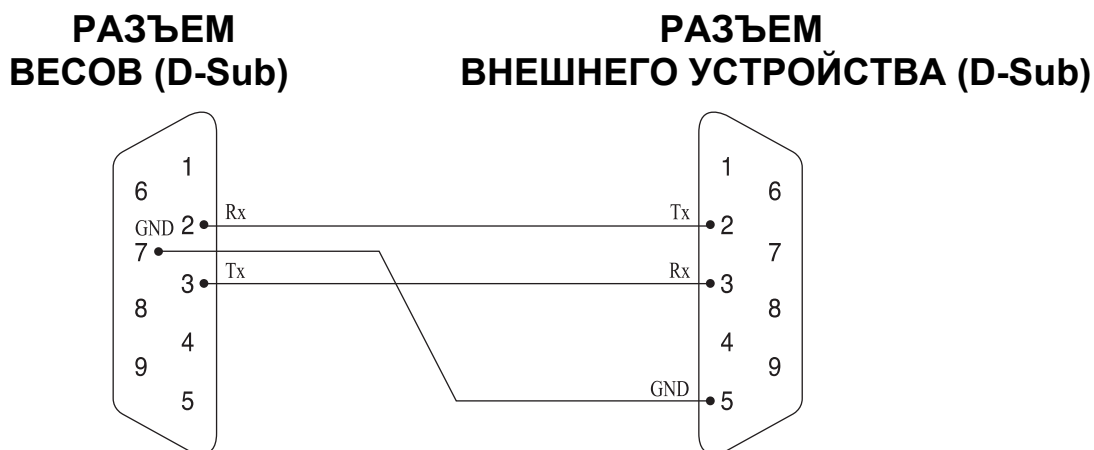 РАЗЪЕМ
ВЕСОВ (D-Sub)
РАЗЪЕМ
ВНЕШНЕГО УСТРОЙСТВА (D-Sub)
1
6
GND 2 Rx
7
3 Tx
8
4
9
5
1
6
Tx 2
7
Rx 3
8
4
9
GND 5